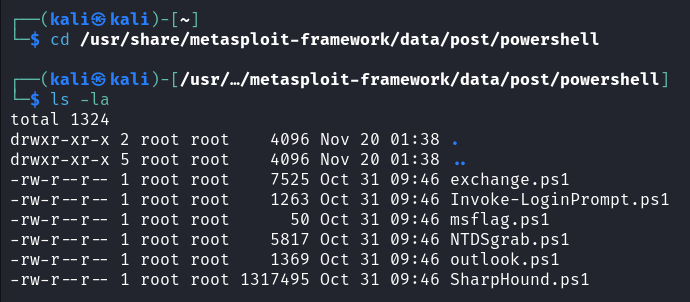 ┌──(kali㉿kali)-[~]
└─$ cd /usr/share/metasploit-framework/data/post/powershell
┌──(kali㉿kali)-[/usr/…/metasploit-framework/data/post/powershell]
└─$ ls -la
total 1324
drwxr-xr-x 2 root root    4096 Nov 20 01:38 .
drwxr-xr-x 5 root root    4096 Nov 20 01:38 ..
-rw-r--r-- 1 root root    7525 Oct 31 09:46 exchange.ps1
-rw-r--r-- 1 root root    1263 Oct 31 09:46 Invoke-LoginPrompt.ps1
-rw-r--r-- 1 root root      50 Oct 31 09:46 msflag.ps1
-rw-r--r-- 1 root root    5817 Oct 31 09:46 NTDSgrab.ps1
-rw-r--r-- 1 root root    1369 Oct 31 09:46 outlook.ps1
-rw-r--r-- 1 root root 1317495 Oct 31 09:46 SharpHound.ps1